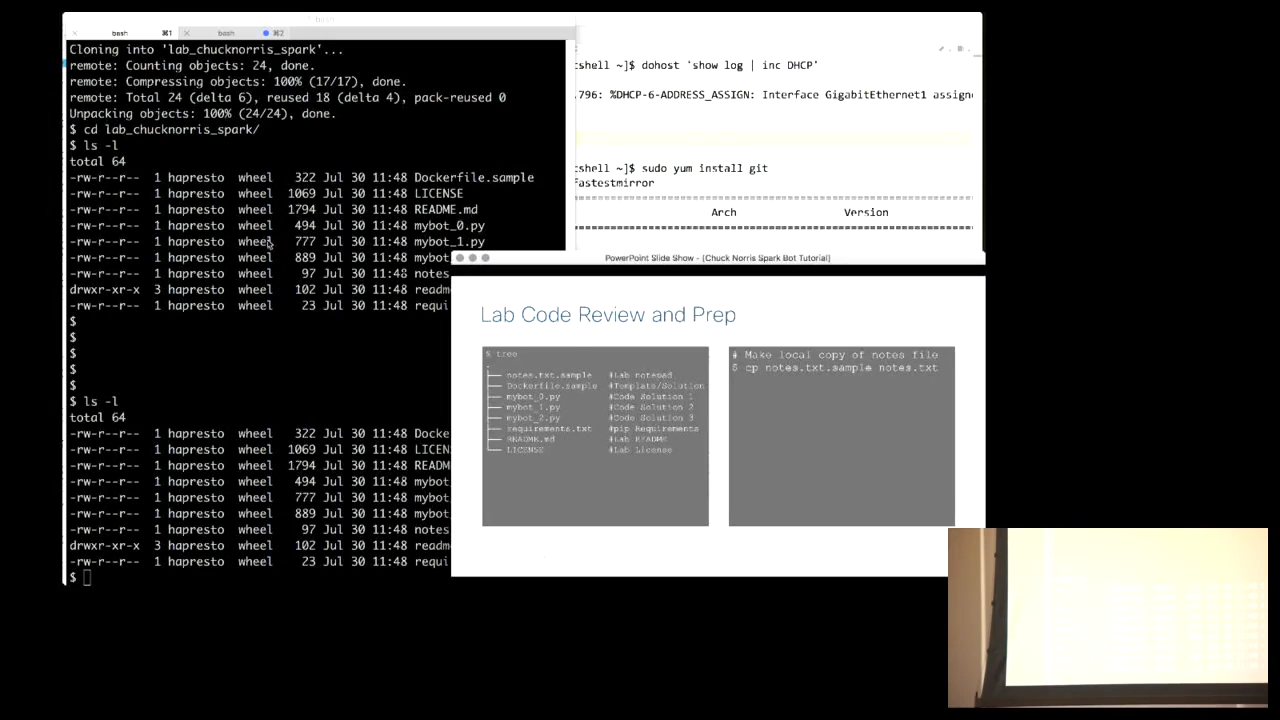 bash
bash
⌘1
bash
⌘2
Cloning into 'lab_chucknorris_spark'...
remote: Counting objects: 24, done.
remote: Compressing objects: 100% (17/17), done.
remote: Total 24 (delta 6), reused 18 (delta 4), pack-reused 0
Unpacking objects: 100% (24/24), done.
$ cd lab_chucknorris_spark/
$ ls -l
total 64
-rw-r--r-- 1 hapresto wheel 322 Jul 30 11:48 Dockerfile.sample
-rw-r--r-- 1 hapresto wheel 1069 Jul 30 11:48 LICENSE
-rw-r--r-- 1 hapresto wheel 1794 Jul 30 11:48 README.md
-rw-r--r-- 1 hapresto wheel 494 Jul 30 11:48 mybot_0.py
-rw-r--r-- 1 hapresto wheel 777 Jul 30 11:48 mybot_1.py
-rw-r--r-- 1 hapresto wheel 889 Jul 30 11:48 mybot
-rw-r--r-- 1 hapresto wheel 97 Jul 30 11:48 notes
drwxr-xr-x 3 hapresto wheel 102 Jul 30 11:48 readm
-rw-r--r-- 1 hapresto wheel 23 Jul 30 11:48 requi
$
$
$
$
$
$ ls -l
total 64
-rw-r--r-- 1 hapresto wheel 322 Jul 30 11:48 Docke
-rw-r--r-- 1 hapresto wheel 1069 Jul 30 11:48 LICEN
-rw-r--r-- 1 hapresto wheel 1794 Jul 30 11:48 READM
-rw-r--r-- 1 hapresto wheel 494 Jul 30 11:48 mybot
-rw-r--r-- 1 hapresto wheel 777 Jul 30 11:48 mybot
-rw-r--r-- 1 hapresto wheel 889 Jul 30 11:48 mybot
-rw-r--r-- 1 hapresto wheel 97 Jul 30 11:48 notes
drwxr-xr-x 3 hapresto wheel 102 Jul 30 11:48 readm
-rw-r--r-- 1 hapresto wheel 23 Jul 30 11:48 requi
$
tshell ~]$ dohost 'show log | inc DHCP'
.796: %DHCP-6-ADDRESS_ASSIGN: Interface GigabitEthernet1 assign
tshell ~]$ sudo yum install git
fastestmirror
Arch Version
PowerPoint Slide Show - (Chuck Norris Spark Bot Tutorial)
Lab Code Review and Prep
$ tree
.
├── notes.txt.sample #Lab notepad
├── Dockerfile.sample #Template/Solution
├── mybot_0.py #Code Solution 1
├── mybot_1.py #Code Solution 2
├── mybot_2.py #Code Solution 3
├── requirements.txt #pip Requirements
├── README.md #Lab README
└── LICENSE #Lab License
# Make local copy of notes file
$ cp notes.txt.sample notes.txt